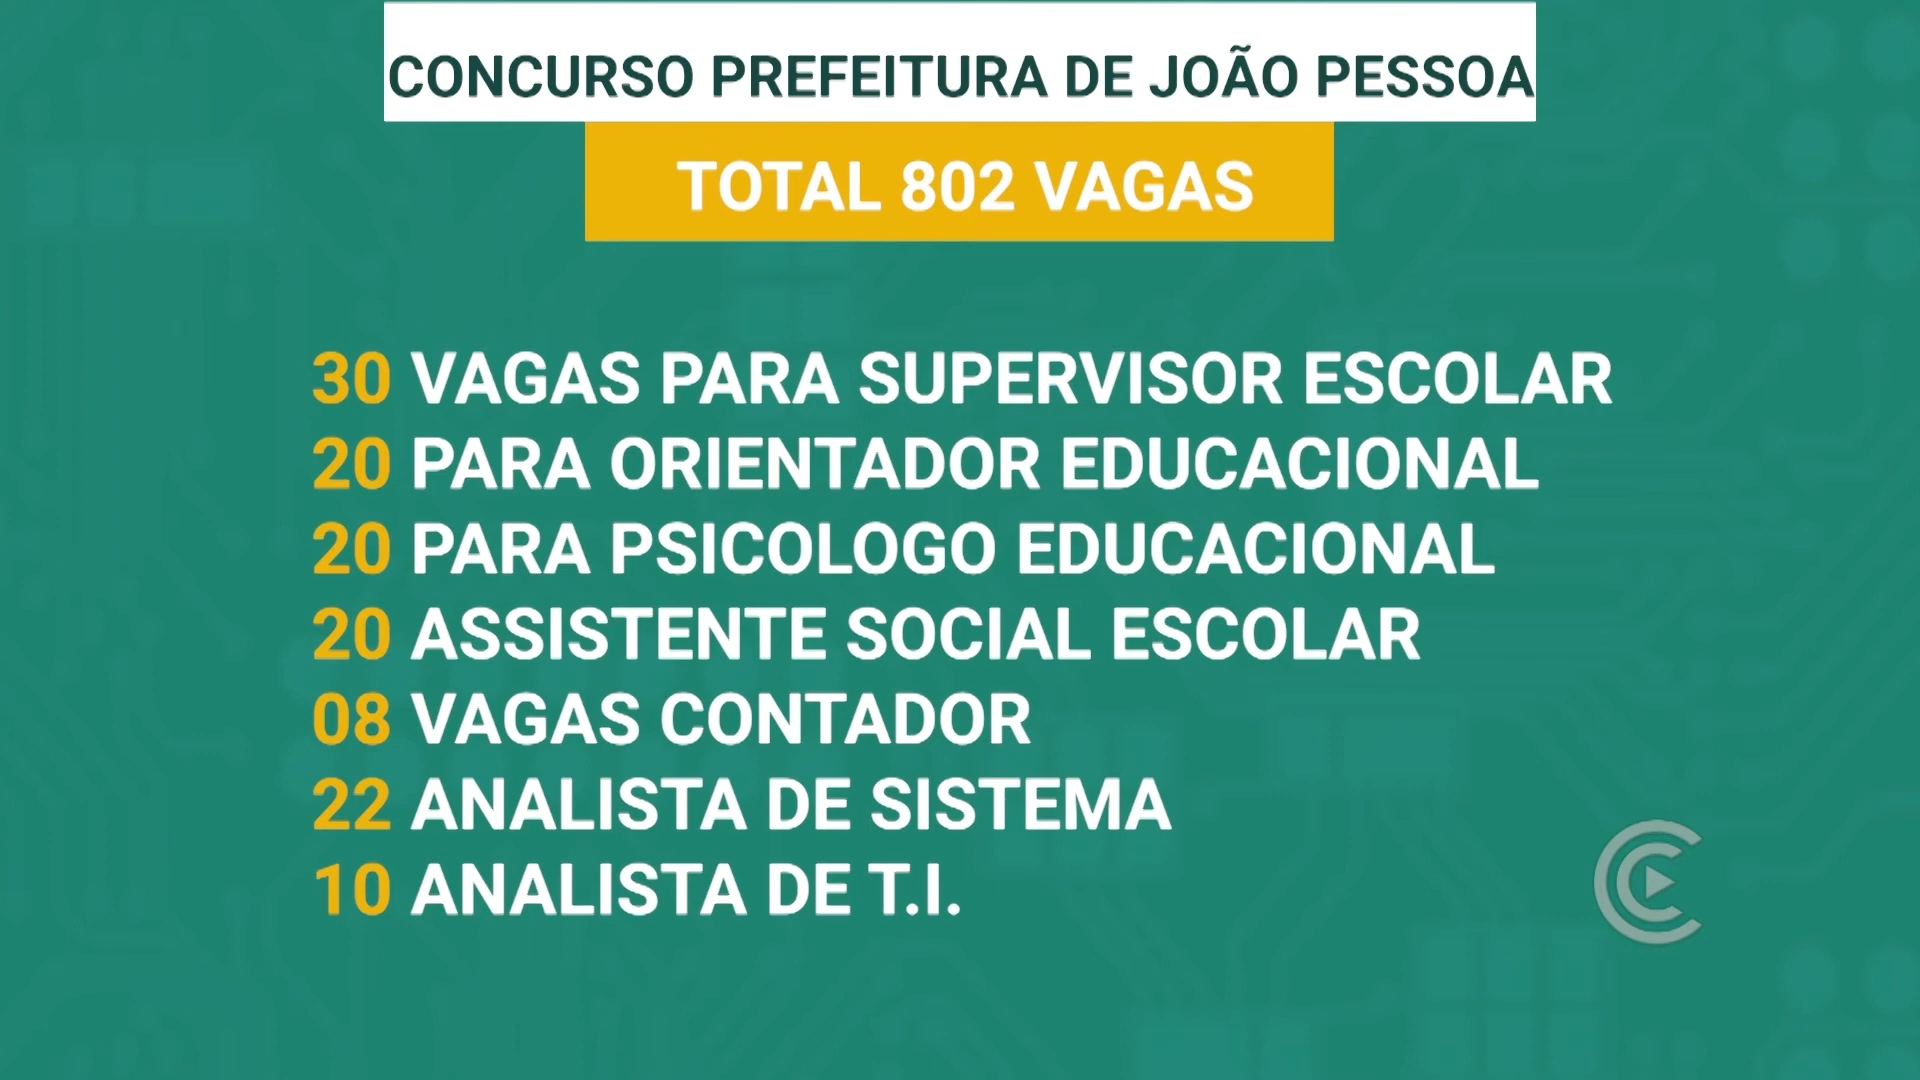 CONCURSO PREFEITURA DE JOÃO PESSOA
TOTAL 802 VAGAS
30 VAGAS PARA SUPERVISOR ESCOLAR
20 PARA ORIENTADOR EDUCACIONAL
20 PARA PSICOLOGO EDUCACIONAL
20 ASSISTENTE SOCIAL ESCOLAR
08 VAGAS CONTADOR
22 ANALISTA DE SISTEMA
10 ANALISTA DE T.I.